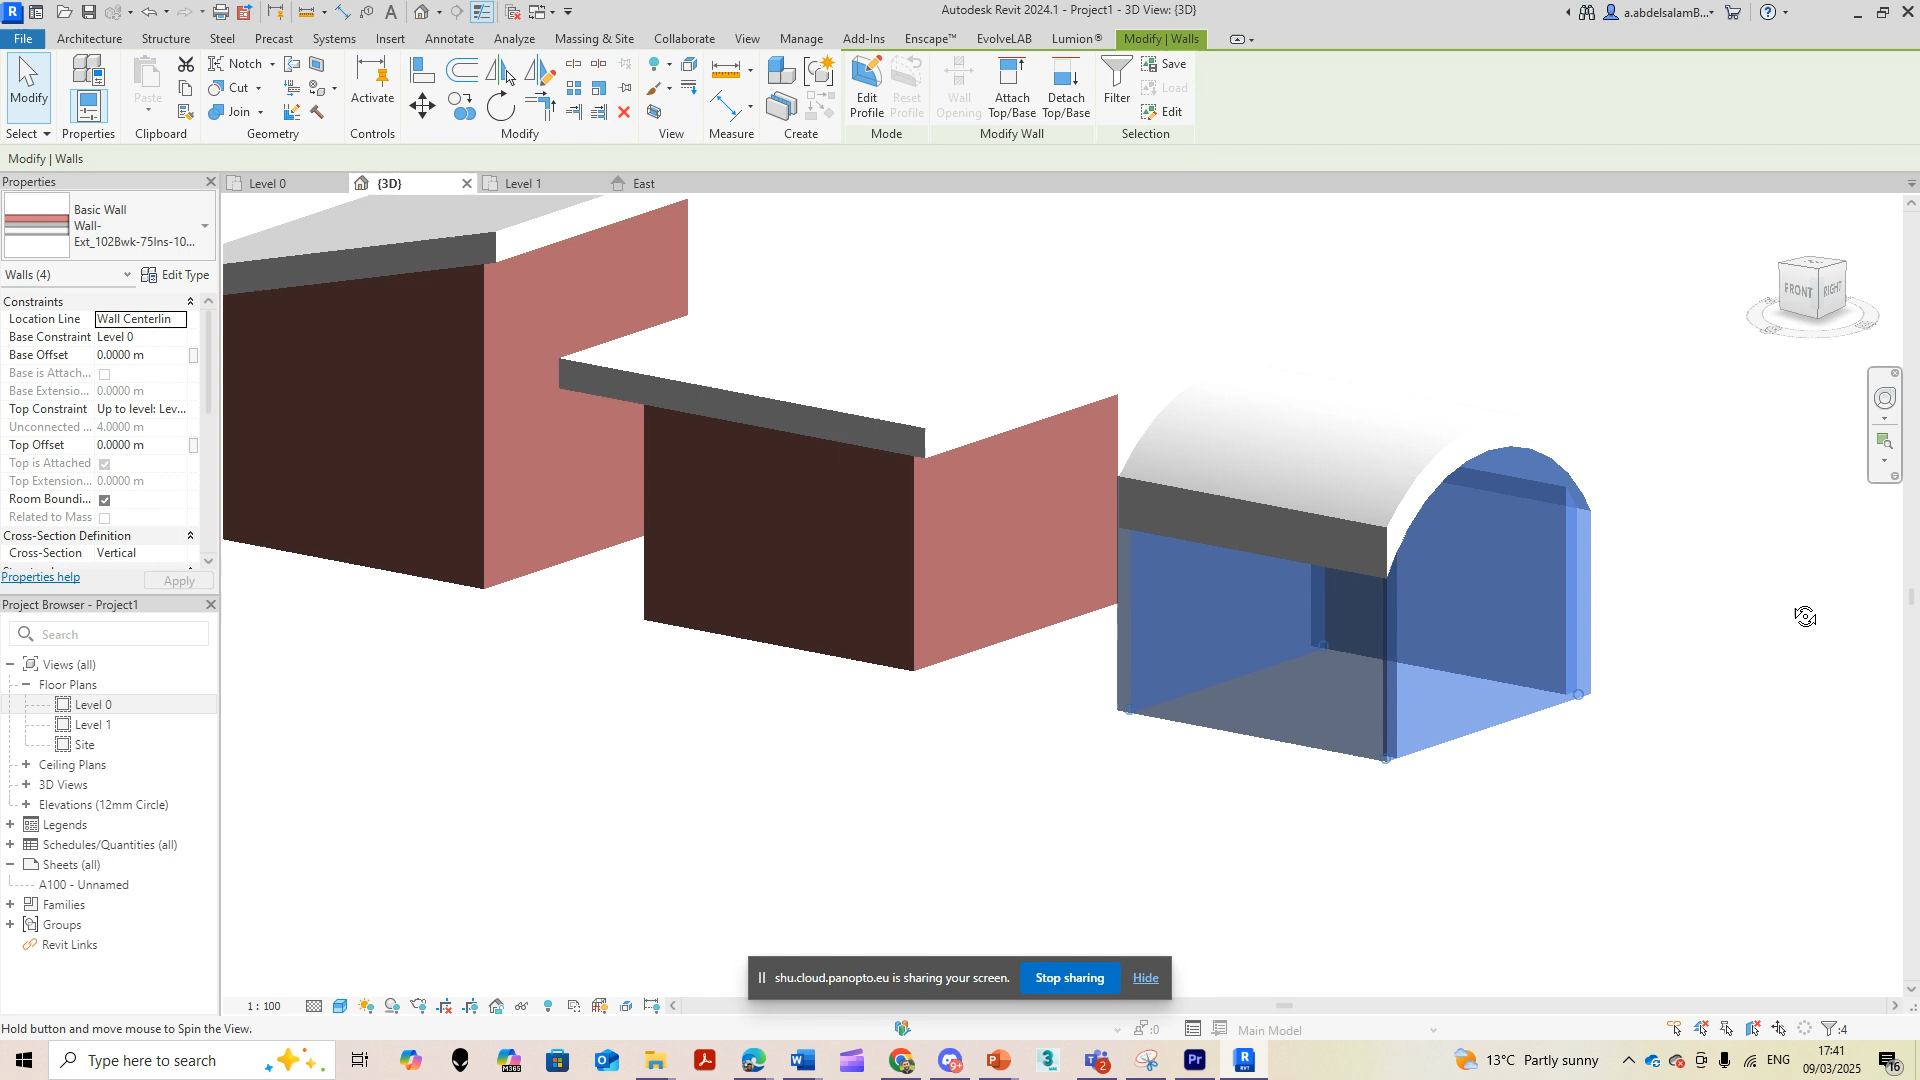 Autodesk Revit 2024.1 - Project1 - 3D View: {3D}
a.abdelsalamB...
File Architecture Structure Steel Precast Systems Insert Annotate Analyze Massing & Site Collaborate View Manage Add-Ins Enscape™ EvolveLAB Lumion® Modify | Walls
Modify
Paste
Notch
Cut
Join
Activate
Edit
Profile
Reset
Profile
Wall
Opening
Attach
Top/Base
Detach
Top/Base
Filter
Save
Load
Edit
Select Properties Clipboard Geometry Controls Modify View Measure Create Mode Modify Wall Selection
Modify | Walls
Properties
Level 0 {3D} Level 1 East
Basic Wall
Wall-
Ext_102Bwk-75Ins-10...
Walls (4) Edit Type
Constraints
Location Line Wall Centerlin
Base Constraint Level 0
Base Offset 0.0000 m
Base is Attach...
Base Extensio... 0.0000 m
Top Constraint Up to level: Lev...
Unconnected ... 4.0000 m
Top Offset 0.0000 m
Top is Attached
Top Extension... 0.0000 m
Room Boundi...
Related to Mass
Cross-Section Definition
Cross-Section Vertical
Properties help Apply
Project Browser - Project1
Search
Views (all)
Floor Plans
Level 0
Level 1
Site
Ceiling Plans
3D Views
Elevations (12mm Circle)
Legends
Schedules/Quantities (all)
Sheets (all)
A100 - Unnamed
Families
Groups
Revit Links
FRONT RIGHT
shu.cloud.panopto.eu is sharing your screen. Stop sharing Hide
1 : 100
Hold button and move mouse to Spin the View.
:0
Main Model
:4
Type here to search
13°C Partly sunny
ENG
17:41
09/03/2025
16